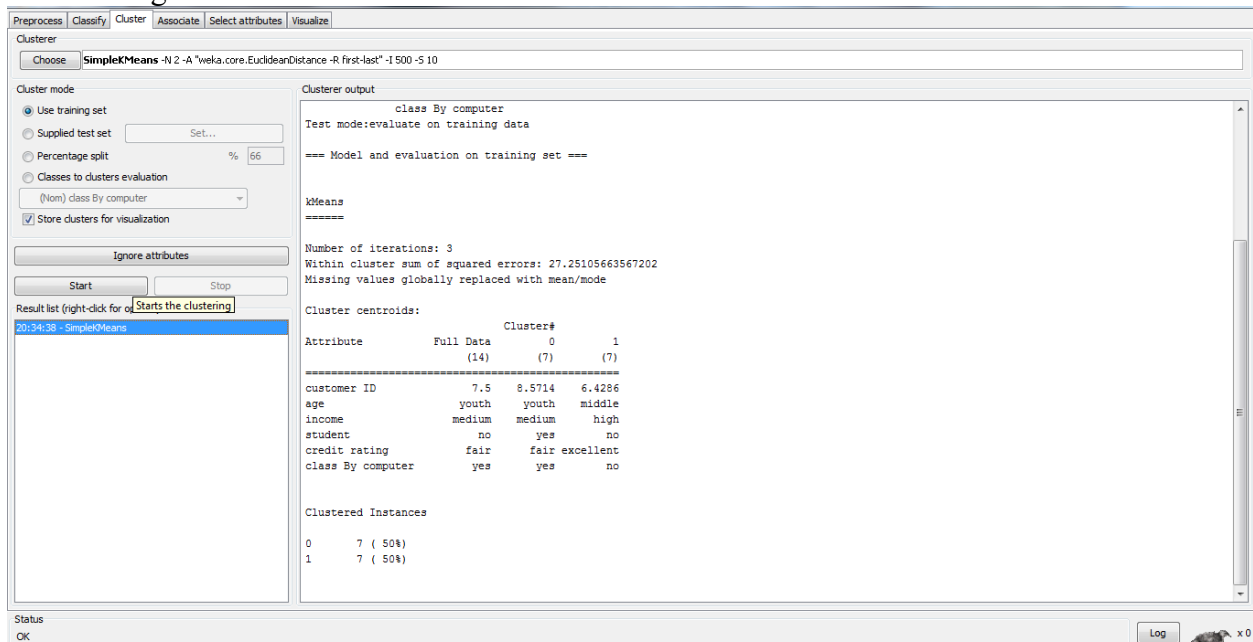 Preprocess Classify Cluster Associate Select attributes Visualize
Clusterer
Choose SimpleKMeans -N 2 -A "weka.core.EuclideanDistance -R first-last" -I 500 -S 10
Cluster mode
Use training set
Supplied test set Set...
Percentage split % 66
Classes to clusters evaluation
(Nom) class By computer
Store clusters for visualization
Ignore attributes
Start Stop
Result list (right-click for
Starts the clustering
20:34:38 - SimpleKMeans
Clusterer output
class By computer
Test mode:evaluate on training data
=== Model and evaluation on training set ===
kMeans
======
Number of iterations: 3
Within cluster sum of squared errors: 27.25105663567202
Missing values globally replaced with mean/mode
Cluster centroids:
Cluster#
Attribute Full Data 0 1
(14) (7) (7)
============================================================
customer ID 7.5 8.5714 6.4286
age youth youth middle
income medium medium high
student no yes no
credit rating fair fair excellent
class By computer yes yes no
Clustered Instances
0 7 ( 50%)
1 7 ( 50%)
Status
OK
Log x 0